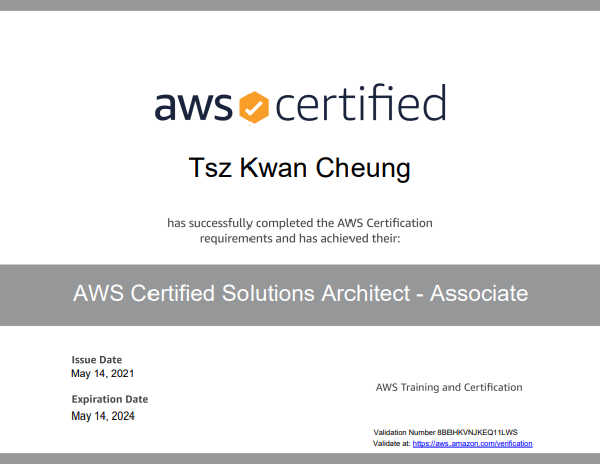 aws certified
Tsz Kwan Cheung
has successfully completed the AWS Certification
requirements and has achieved their:
AWS Certified Solutions Architect - Associate
Issue Date
May 14, 2021
Expiration Date
May 14, 2024
AWS Training and Certification
Validation Number 8BBHKVNJKEQ11LWS
Validate at: https://aws.amazon.com/verification